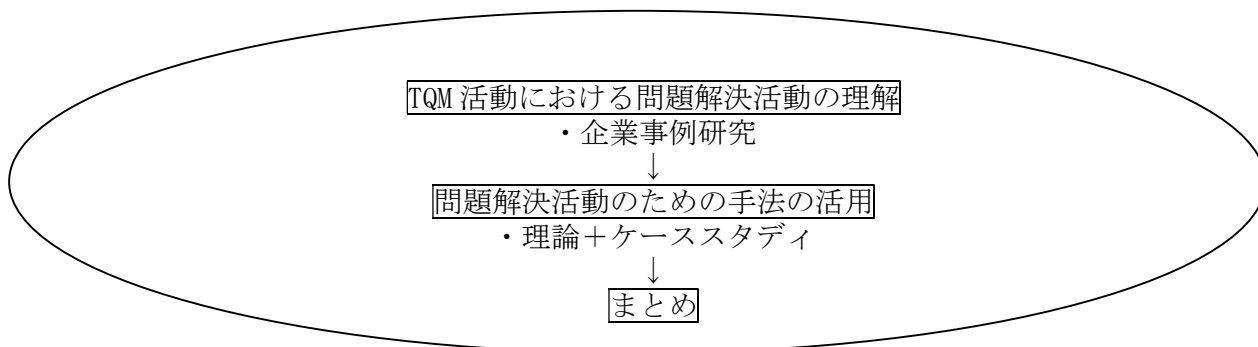 TQM 活動における問題解決活動の理解
・企業事例研究
↓
問題解決活動のための手法の活用
・理論＋ケーススタディ
↓
まとめ